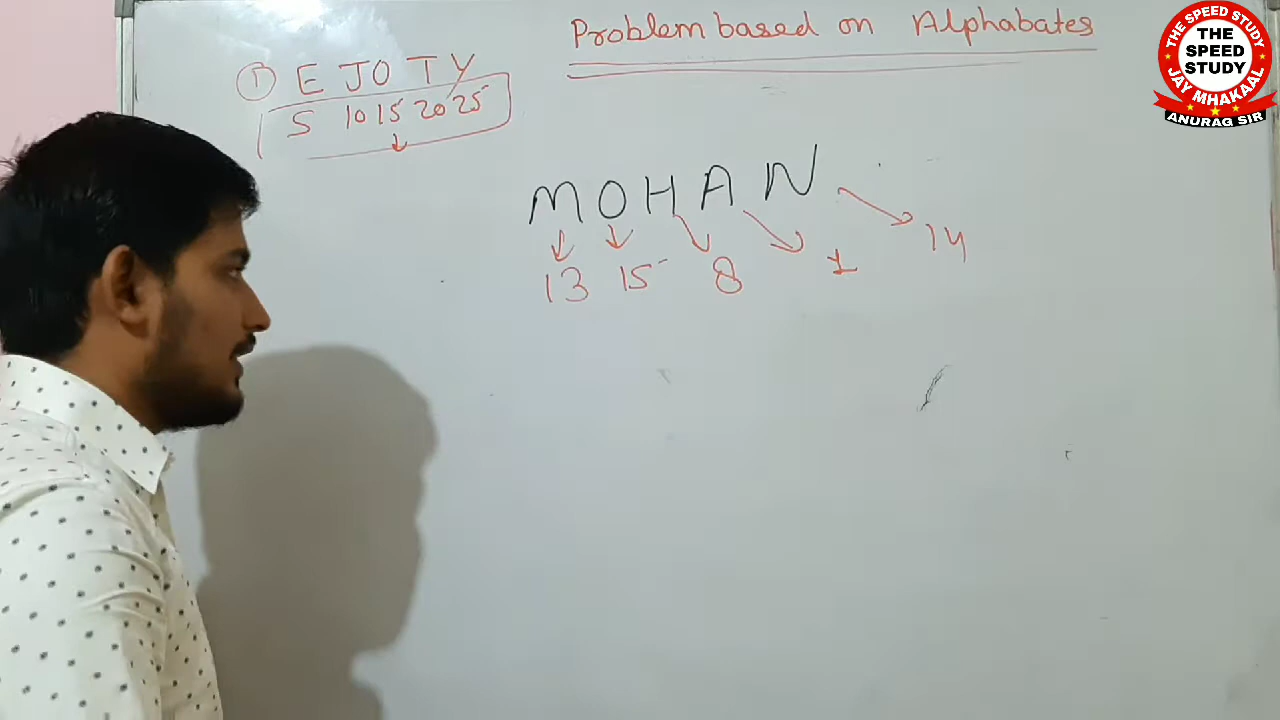 Problem based on Alphabates
① E J O T Y
5 10 15 20 25
MOHAN
13 15 8 1 14
THE SPEED STUDY
THE
SPEED
STUDY
JAY MHAKAAL
ANURAG SIR